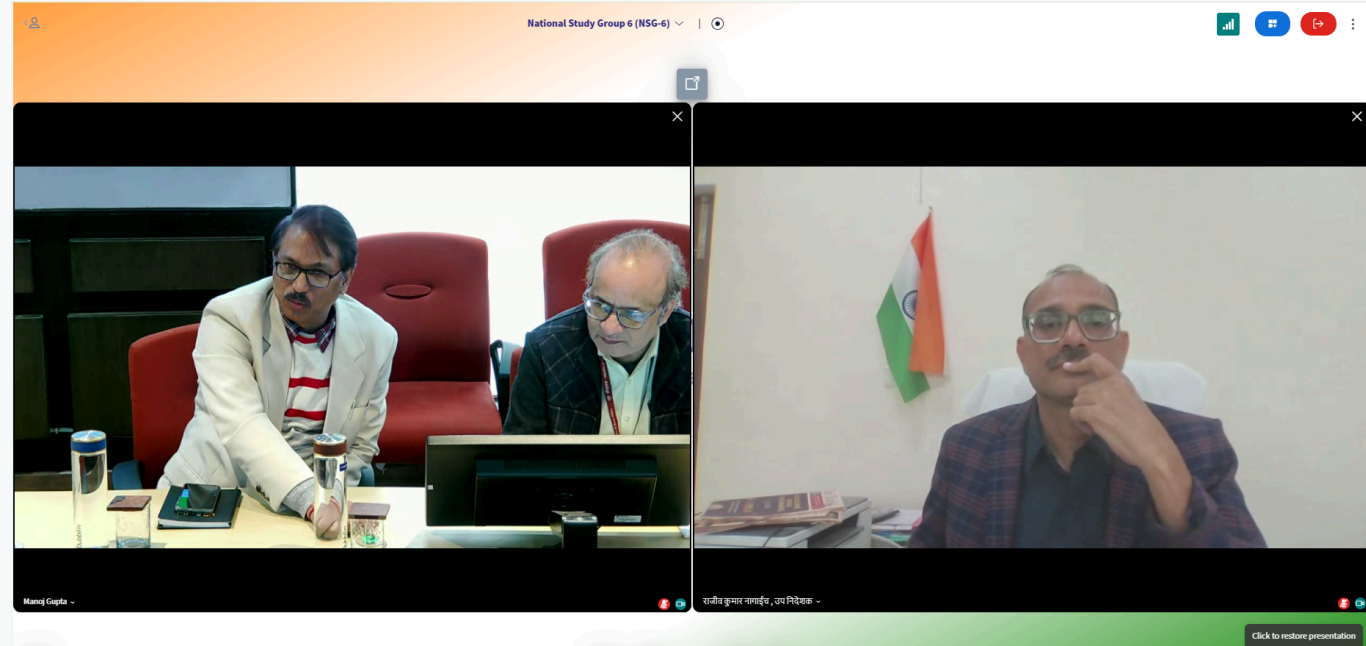 National Study Group 6 (NSG-6)
Manoj Gupta
राजीव कुमार नागाईच , उप निदेशक
Click to restore presentation